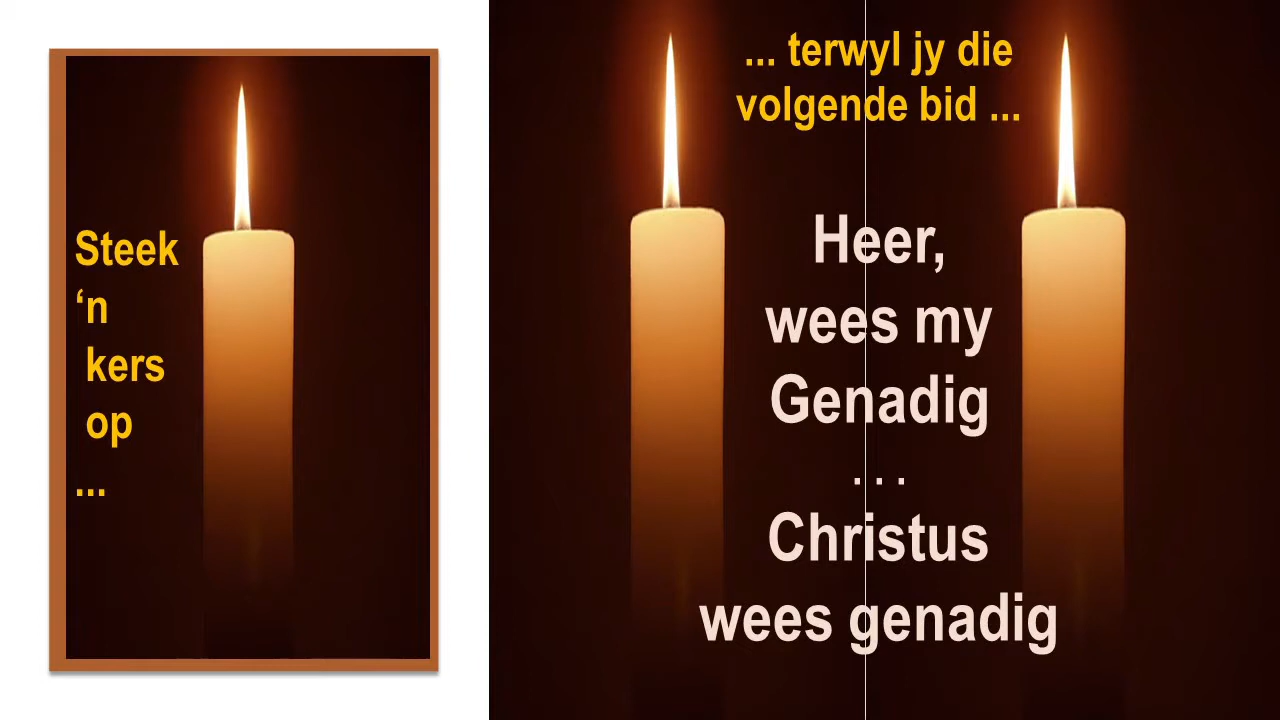 Steek
‘n
kers
op
...
... terwyl jy die
volgende bid ...
Heer,
wees my
Genadig
. . .
Christus
wees genadig